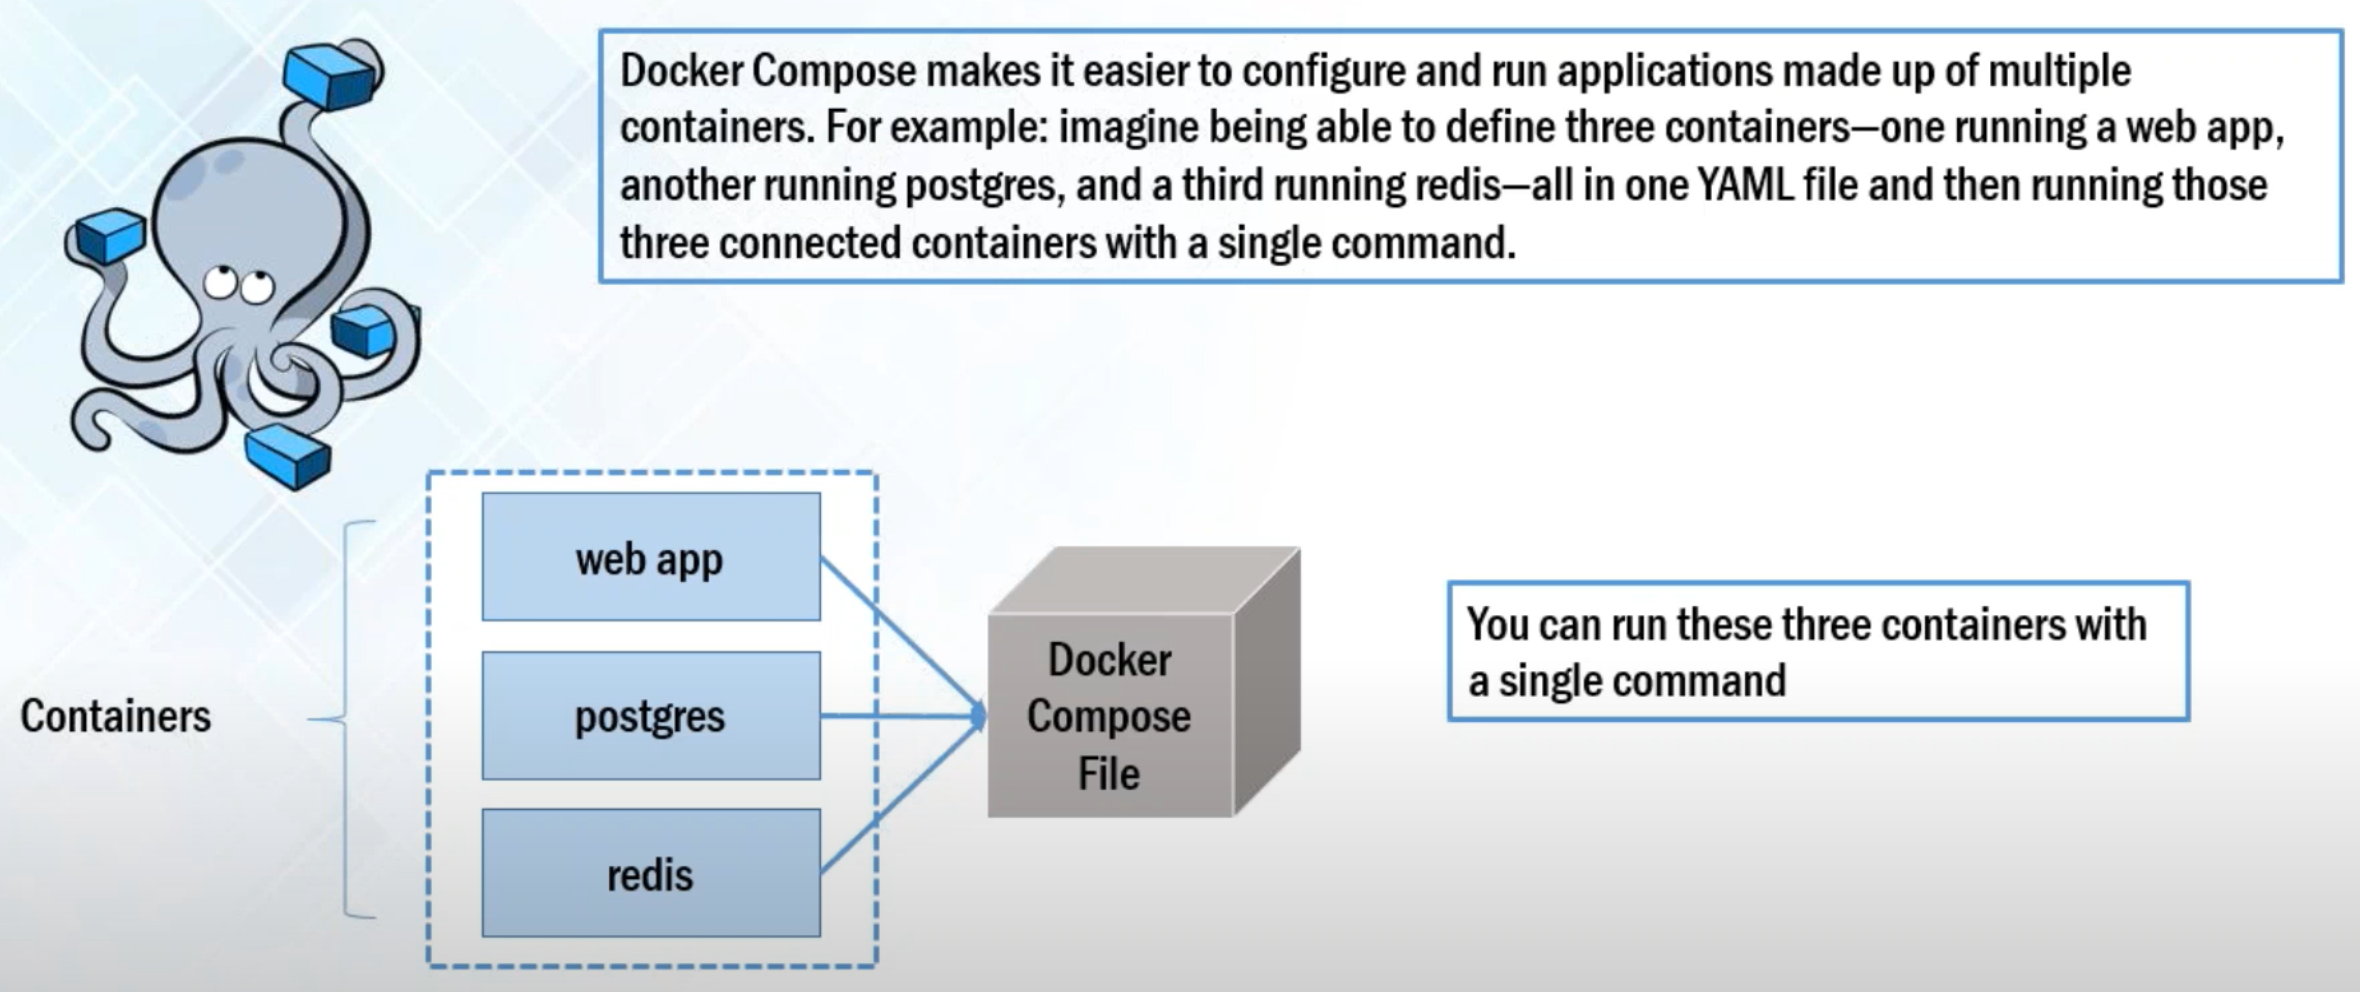 Docker Compose makes it easier to configure and run applications made up of multiple
containers. For example: imagine being able to define three containers—one running a web app,
another running postgres, and a third running redis—all in one YAML file and then running those
three connected containers with a single command.
Containers
web app
postgres
redis
Docker
Compose
File
You can run these three containers with
a single command